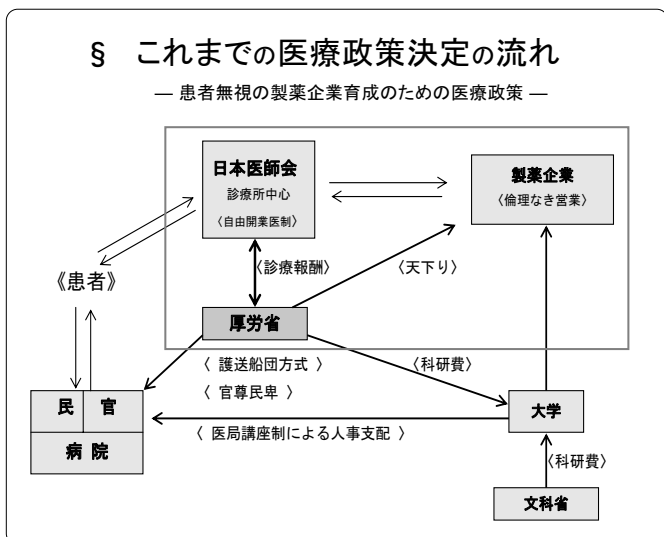 § これまでの医療政策決定の流れ
― 患者無視の製薬企業育成のための医療政策 ―
日本医師会
診療所中心
〈自由開業医制〉
製薬企業
〈倫理なき営業〉
《患者》
〈診療報酬〉
〈天下り〉
厚労省
〈 護送船団方式 〉
〈科研費〉
〈 官尊民卑 〉
民 官
病 院
大学
〈 医局講座制による人事支配 〉
〈科研費〉
文科省